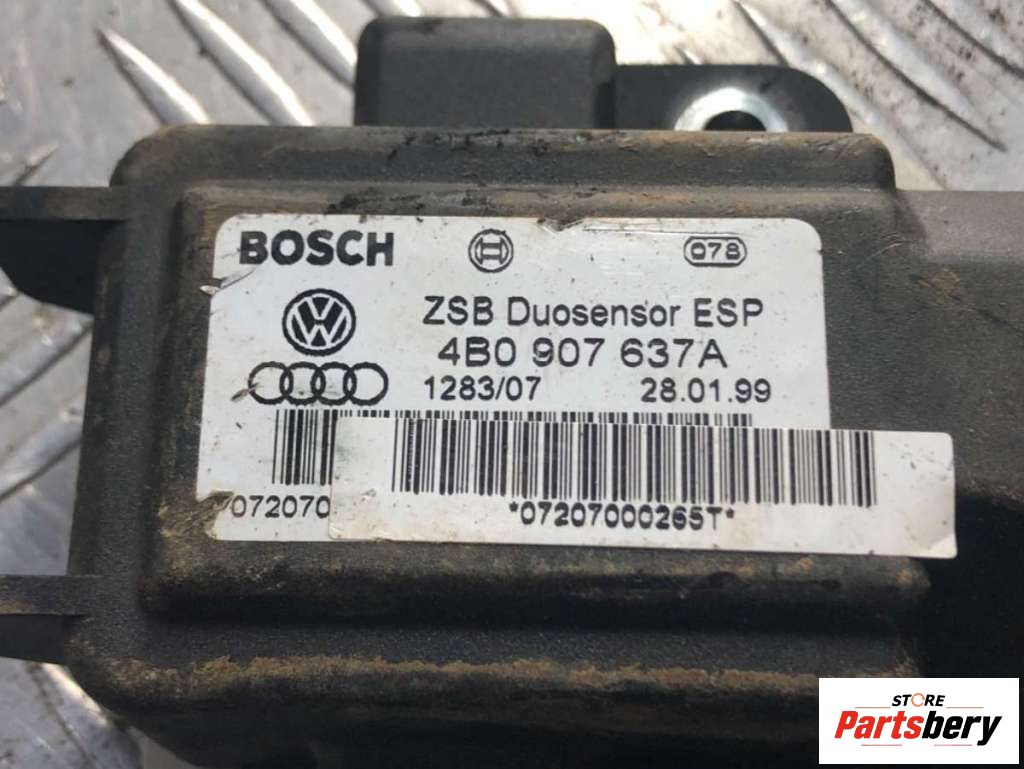 BOSCH
078
ZSB Duosensor ESP
4B0 907 637A
1283/07 28.01.99
072070
*07207000265T*
STORE
Partsbery